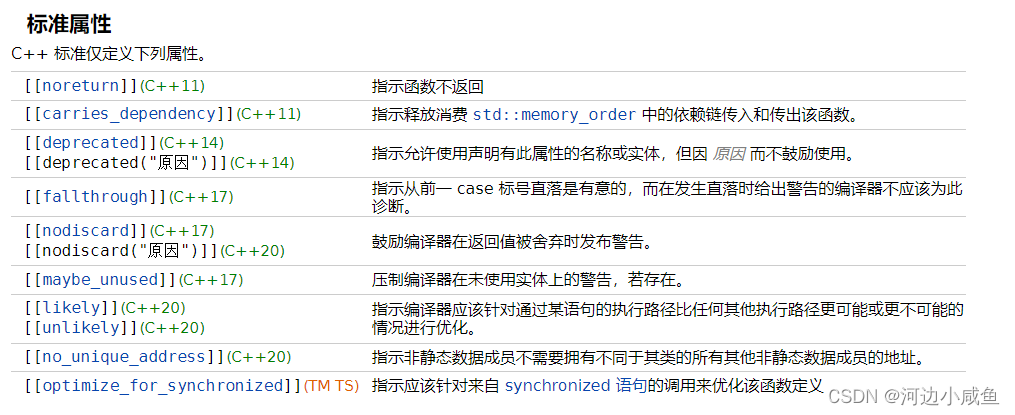 标准属性
C++ 标准仅定义下列属性。
[[noreturn]](C++11) 指示函数不返回
[[carries_dependency]](C++11) 指示释放消费 std::memory_order 中的依赖链传入和传出该函数。
[[deprecated]](C++14)
[[deprecated("原因")]](C++14)
指示允许使用声明有此属性的名称或实体，但因 原因 而不鼓励使用。
[[fallthrough]](C++17)
指示从前一 case 标号直落是有意的，而在发生直落时给出警告的编译器不应该为此
诊断。
[[nodiscard]](C++17)
[[nodiscard("原因")]](C++20)
鼓励编译器在返回值被舍弃时发布警告。
[[maybe_unused]](C++17) 压制编译器在未使用实体上的警告，若存在。
[[likely]](C++20)
[[unlikely]](C++20)
指示编译器应该针对通过某语句的执行路径比任何其他执行路径更可能或更不可能的
情况进行优化。
[[no_unique_address]](C++20) 指示非静态数据成员不需要拥有不同于其类的所有其他非静态数据成员的地址。
[[optimize_for_synchronized]](TM TS) 指示应该针对来自 synchronized 语句的调用来优化该函数定义
CSDN @河边小咸鱼